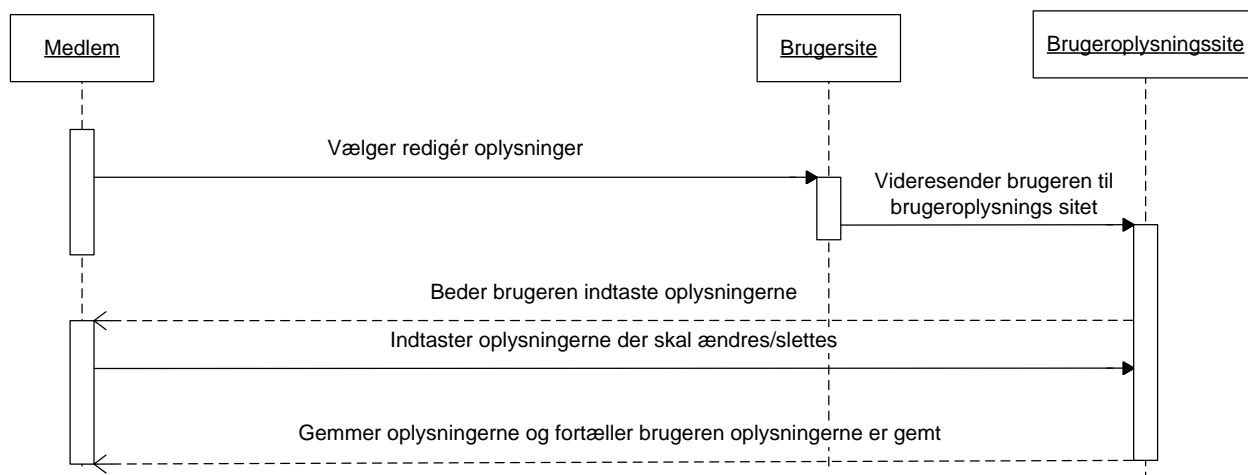 Medlem
Brugersite
Brugeroplysningssite
Vælger redigér oplysninger
Videresender brugeren til
brugeroplysnings sitet
Beder brugeren indtaste oplysningerne
Indtaster oplysningerne der skal ændres/slettes
Gemmer oplysningerne og fortæller brugeren oplysningerne er gemt